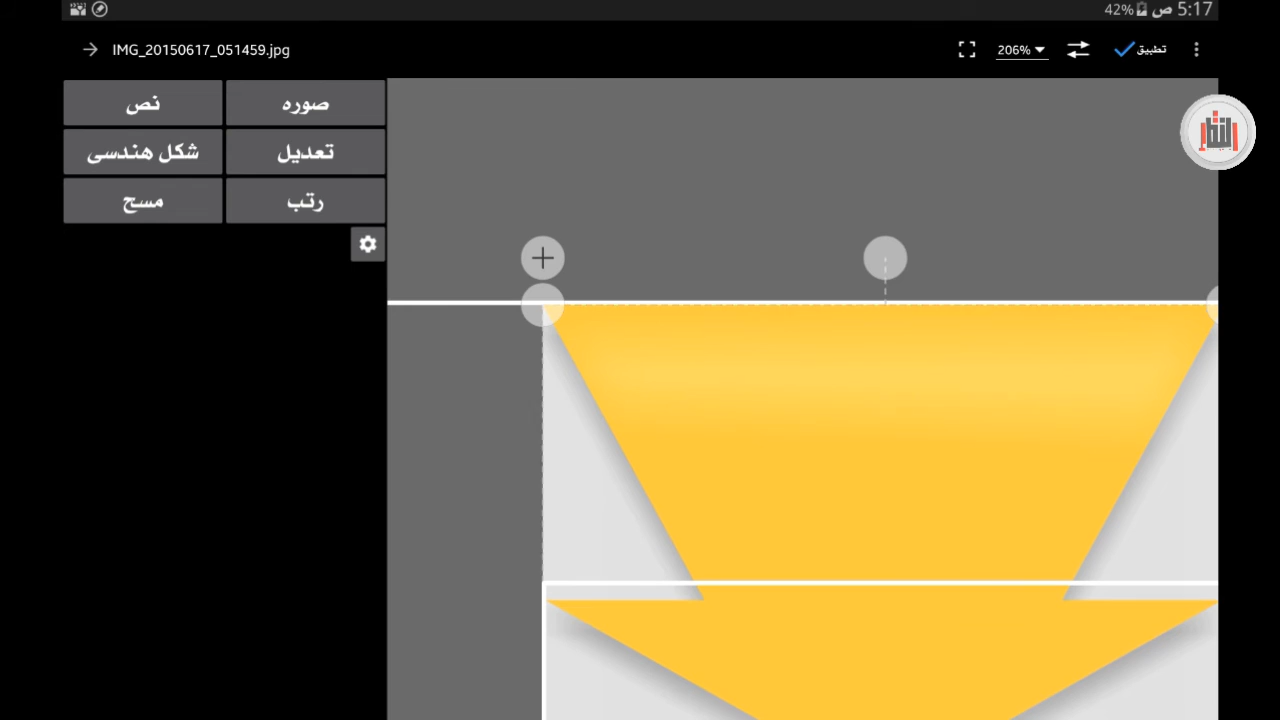 42% 5:17 ص
IMG_20150617_051459.jpg
206%
تطبيق
صوره
نص
تعديل
شكل هندسى
رتب
مسح